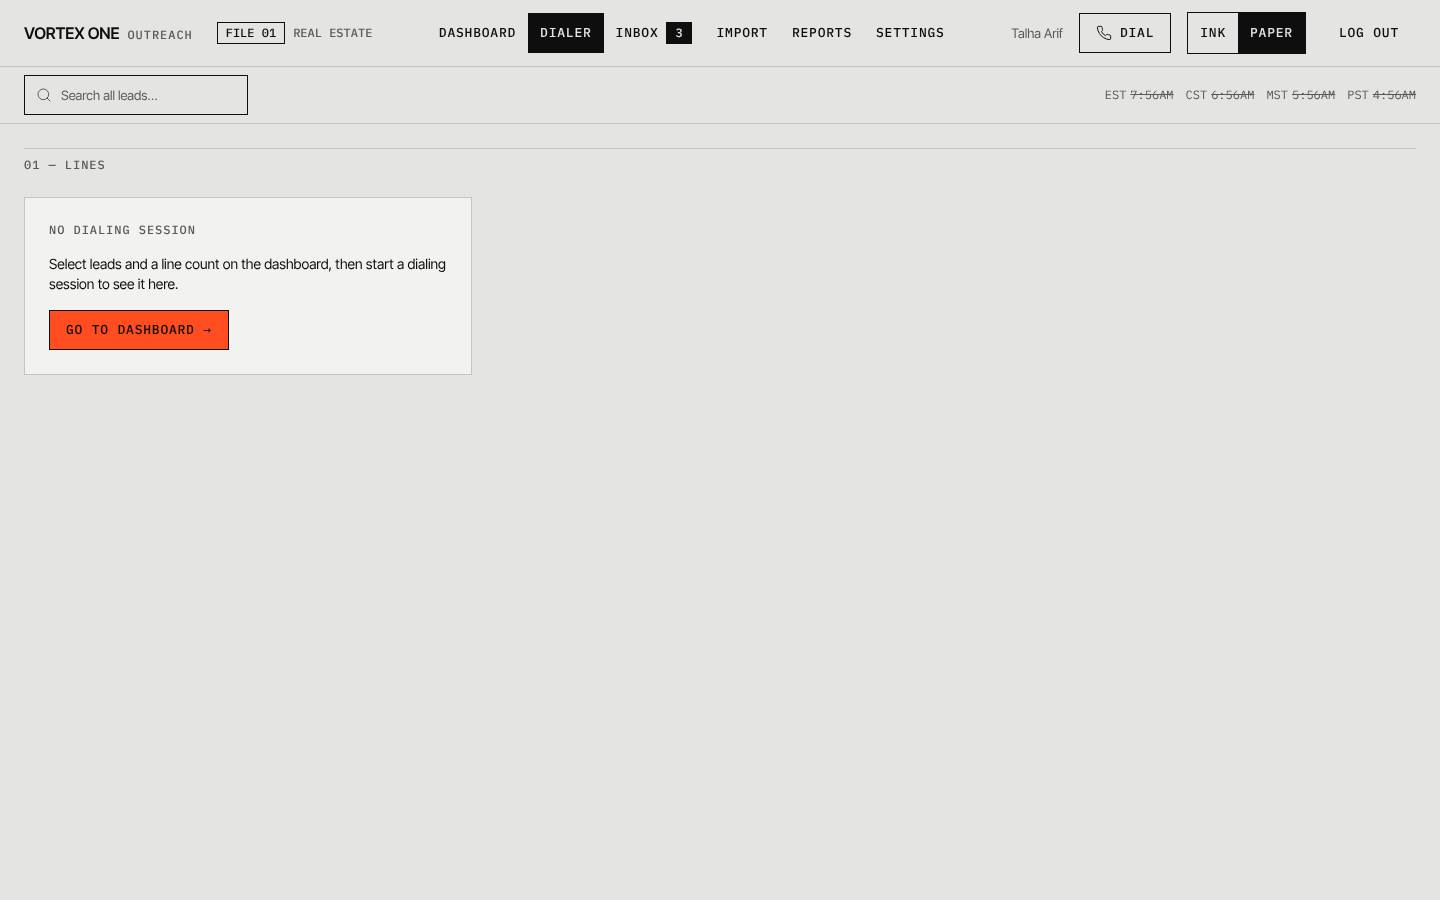 VORTEX ONE OUTREACH FILE 01 REAL ESTATE DASHBOARD DIALER INBOX 3 IMPORT REPORTS SETTINGS Talha Arif DIAL INK PAPER LOG OUT
Search all leads... EST 7:56AM CST 6:56AM MST 5:56AM PST 4:56AM
01 — LINES
NO DIALING SESSION
Select leads and a line count on the dashboard, then start a dialing
session to see it here.
GO TO DASHBOARD →